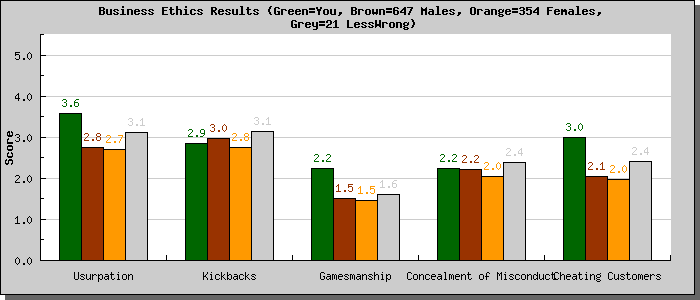 Business Ethics Results (Green=You, Brown=647 Males, Orange=354 Females,
Grey=21 LessWrong)
5.0
4.0
3.0
2.0
1.0
0.0
Score
3.6 2.8 2.7 3.1
2.9 3.0 2.8 3.1
2.2 1.5 1.5 1.6
2.2 2.2 2.0 2.4
3.0 2.1 2.0 2.4
Usurpation Kickbacks Gamesmanship Concealment of Misconduct Cheating Customers